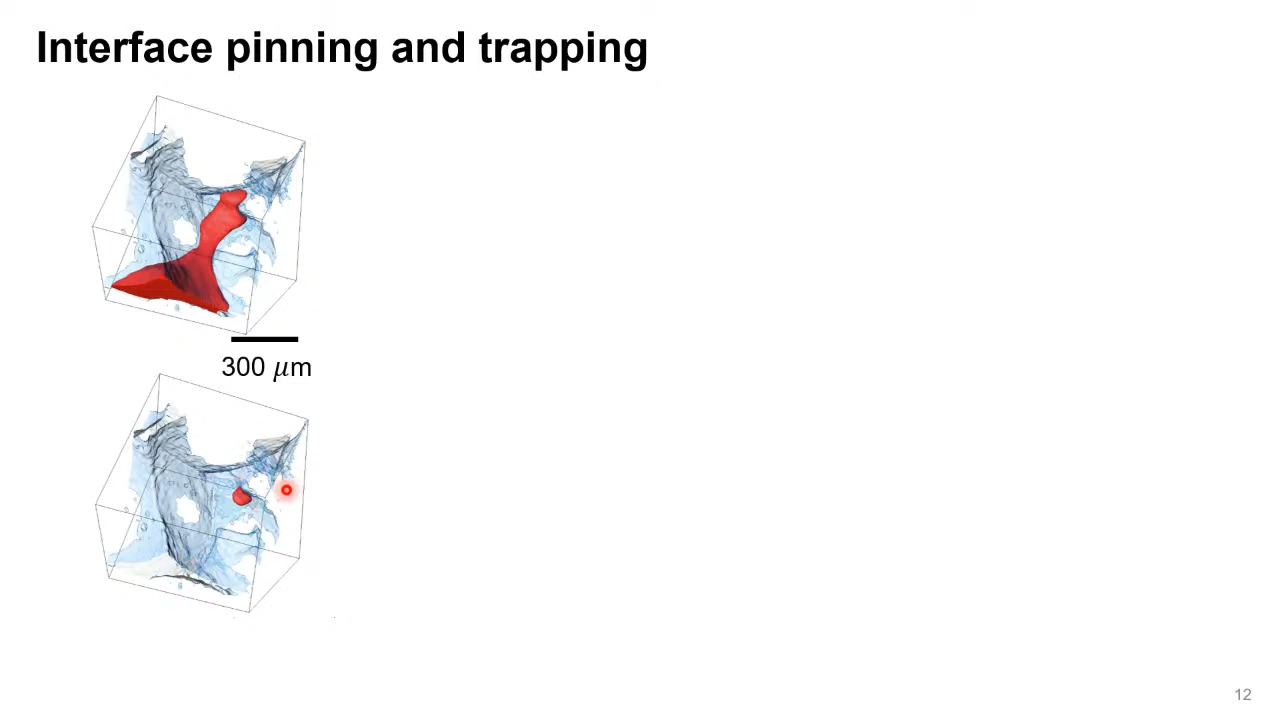 Interface pinning and trapping
300 𝜇m
12